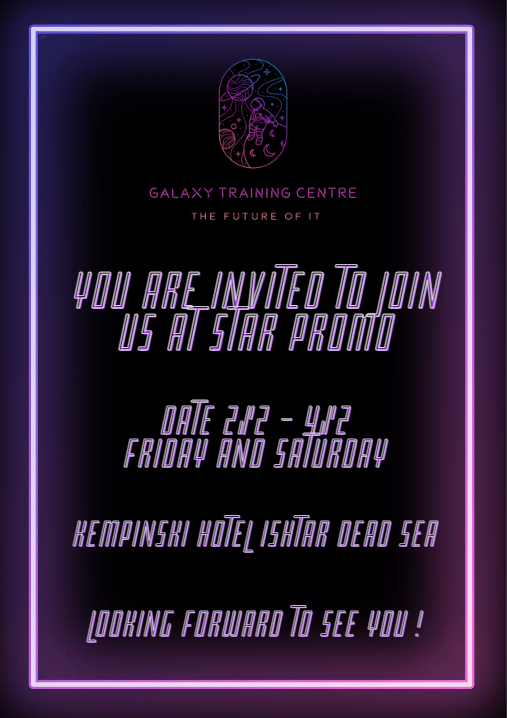 GALAXY TRAINING CENTRE
THE FUTURE OF IT
YOU ARE INVITED TO JOIN
US AT STAR PROMO
DATE 2/12 - 4/12
FRIDAY AND SATURDAY
KEMPINSKI HOTEL ISHTAR DEAD SEA
LOOKING FORWARD TO SEE YOU !